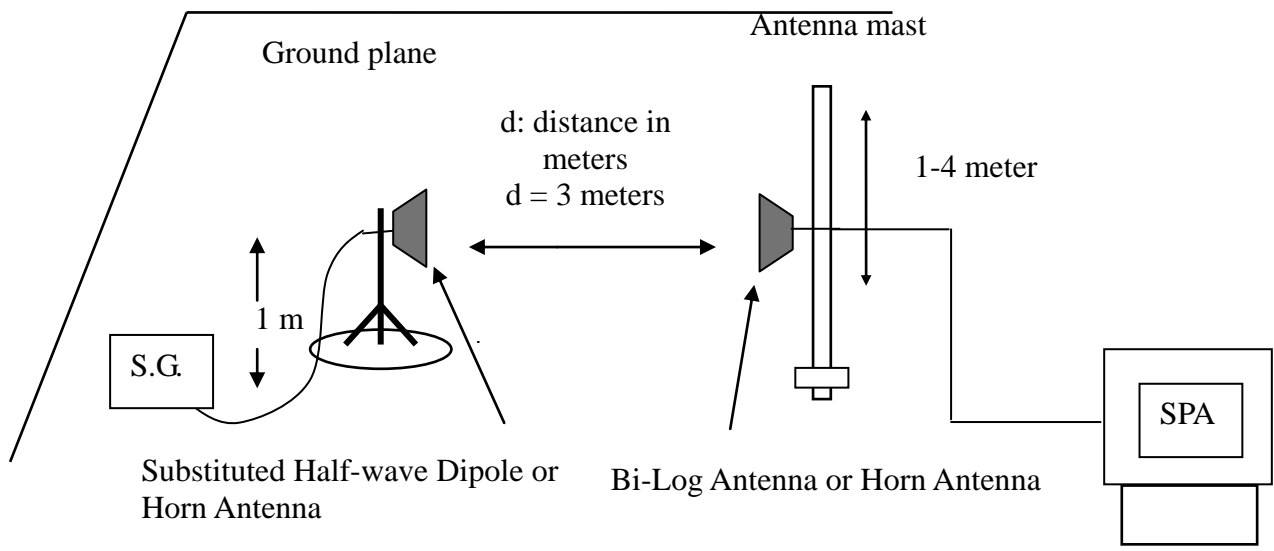 Antenna mast
Ground plane
d: distance in
meters
d = 3 meters
1-4 meter
1 m
S.G.
SPA
Substituted Half-wave Dipole or
Horn Antenna
Bi-Log Antenna or Horn Antenna